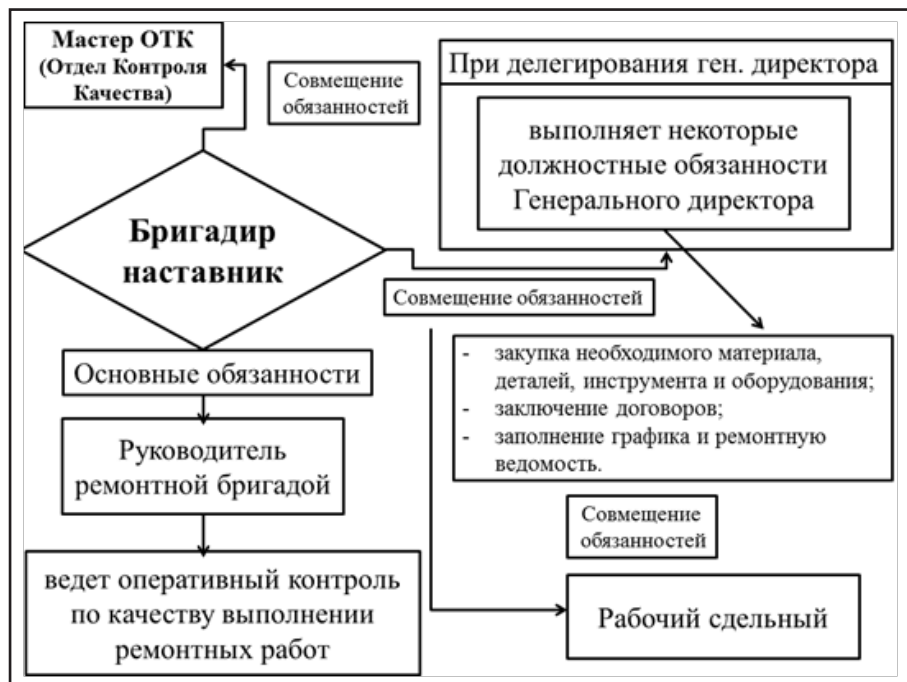 Мастер ОТК
(Отдел Контроля
Качества)
Совмещение
обязанностей
При делегирования ген. директора
выполняет некоторые
должностные обязанности
Генерального директора
Бригадир
наставник
Совмещение обязанностей
Основные обязанности
- закупка необходимого материала,
деталей, инструмента и оборудования;
- заключение договоров;
- заполнение графика и ремонтную
ведомость.
Руководитель
ремонтной бригадой
Совмещение
обязанностей
ведет оперативный контроль
по качеству выполнении
ремонтных работ
Рабочий сдельный